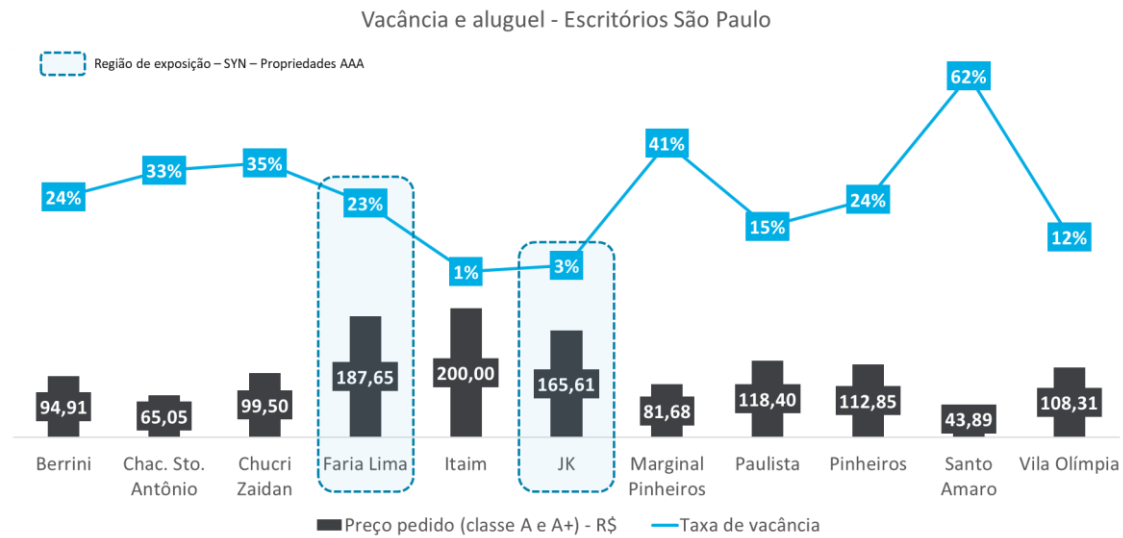 Vacância e aluguel - Escritórios São Paulo
Região de exposição – SYN – Propriedades AAA
24%
33%
35%
23%
1%
3%
41%
15%
24%
62%
12%
94,91
65,05
99,50
187,65
200,00
165,61
81,68
118,40
112,85
43,89
108,31
Berrini
Chac. Sto.
Antônio
Chucri
Zaidan
Faria Lima
Itaim
JK
Marginal
Pinheiros
Paulista
Pinheiros
Santo
Amaro
Vila Olímpia
Preço pedido (classe A e A+) - R$
Taxa de vacância